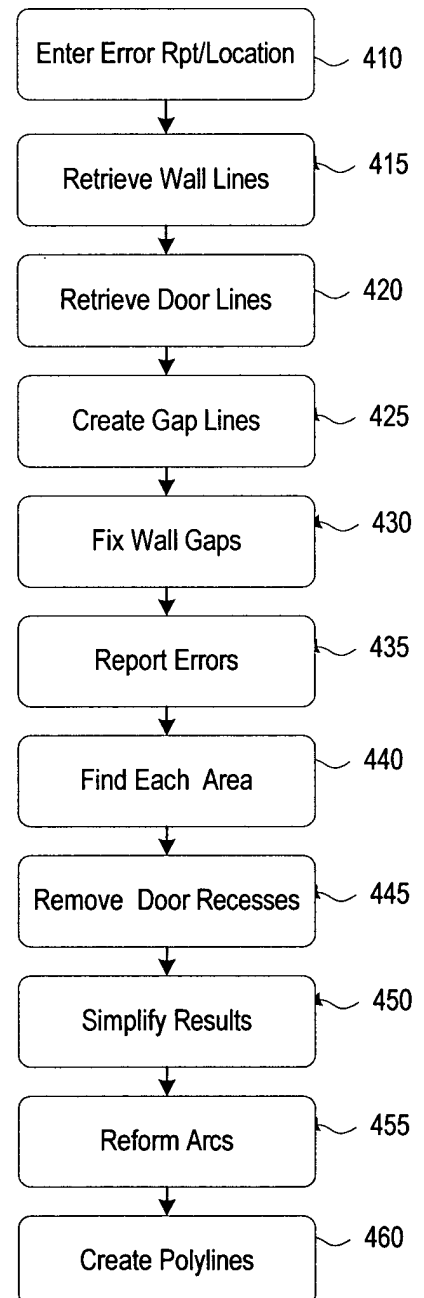 Enter Error Rpt/Location 410
Retrieve Wall Lines 415
Retrieve Door Lines 420
Create Gap Lines 425
Fix Wall Gaps 430
Report Errors 435
Find Each Area 440
Remove Door Recesses 445
Simplify Results 450
Reform Arcs 455
Create Polylines 460